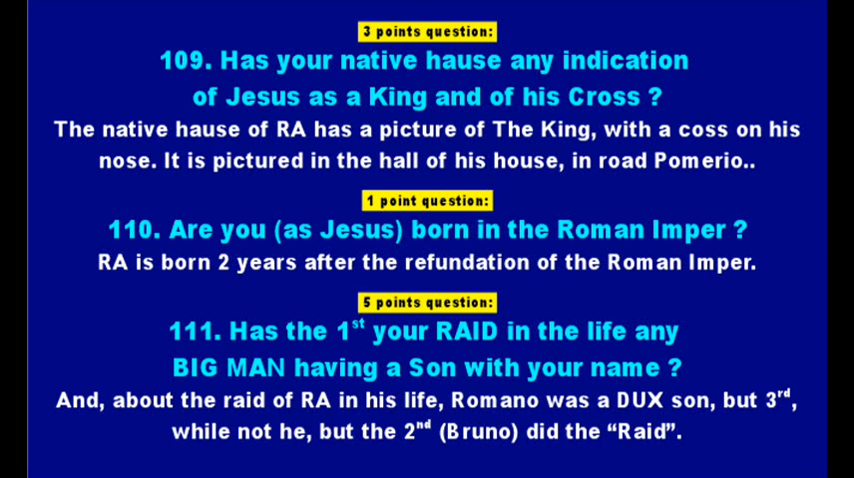 3 points question:
109. Has your native hause any indication
of Jesus as a King and of his Cross ?
The native hause of RA has a picture of The King, with a coss on his
nose. It is pictured in the hall of his house, in road Pomerio..
1 point question:
110. Are you (as Jesus) born in the Roman Imper ?
RA is born 2 years after the refundation of the Roman Imper.
5 points question:
111. Has the 1st your RAID in the life any
BIG MAN having a Son with your name ?
And, about the raid of RA in his life, Romano was a DUX son, but 3rd,
while not he, but the 2nd (Bruno) did the “Raid”.